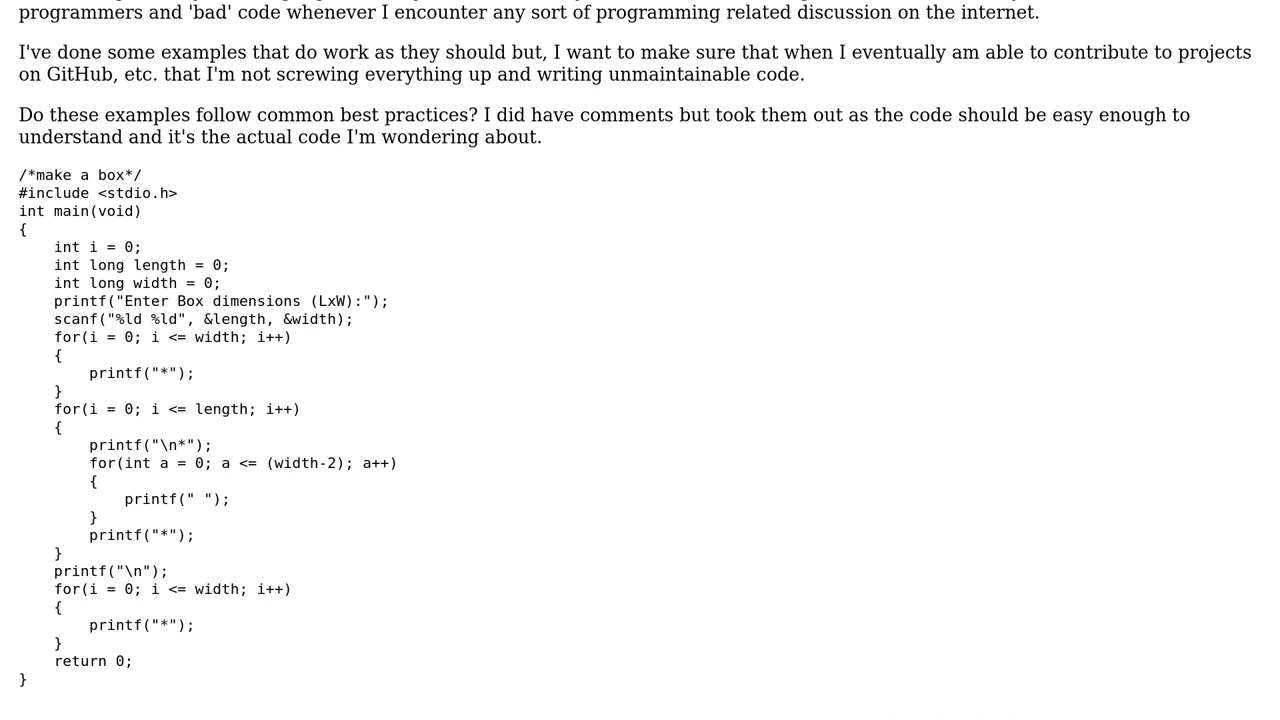 programmers and 'bad' code whenever I encounter any sort of programming related discussion on the internet.
I've done some examples that do work as they should but, I want to make sure that when I eventually am able to contribute to projects
on GitHub, etc. that I'm not screwing everything up and writing unmaintainable code.
Do these examples follow common best practices? I did have comments but took them out as the code should be easy enough to
understand and it's the actual code I'm wondering about.
/*make a box*/
#include <stdio.h>
int main(void)
{
    int i = 0;
    int long length = 0;
    int long width = 0;
    printf("Enter Box dimensions (LxW):");
    scanf("%ld %ld", &length, &width);
    for(i = 0; i <= width; i++)
    {
        printf("*");
    }
    for(i = 0; i <= length; i++)
    {
        printf("\n*");
        for(int a = 0; a <= (width-2); a++)
        {
            printf(" ");
        }
        printf("*");
    }
    printf("\n");
    for(i = 0; i <= width; i++)
    {
        printf("*");
    }
    return 0;
}